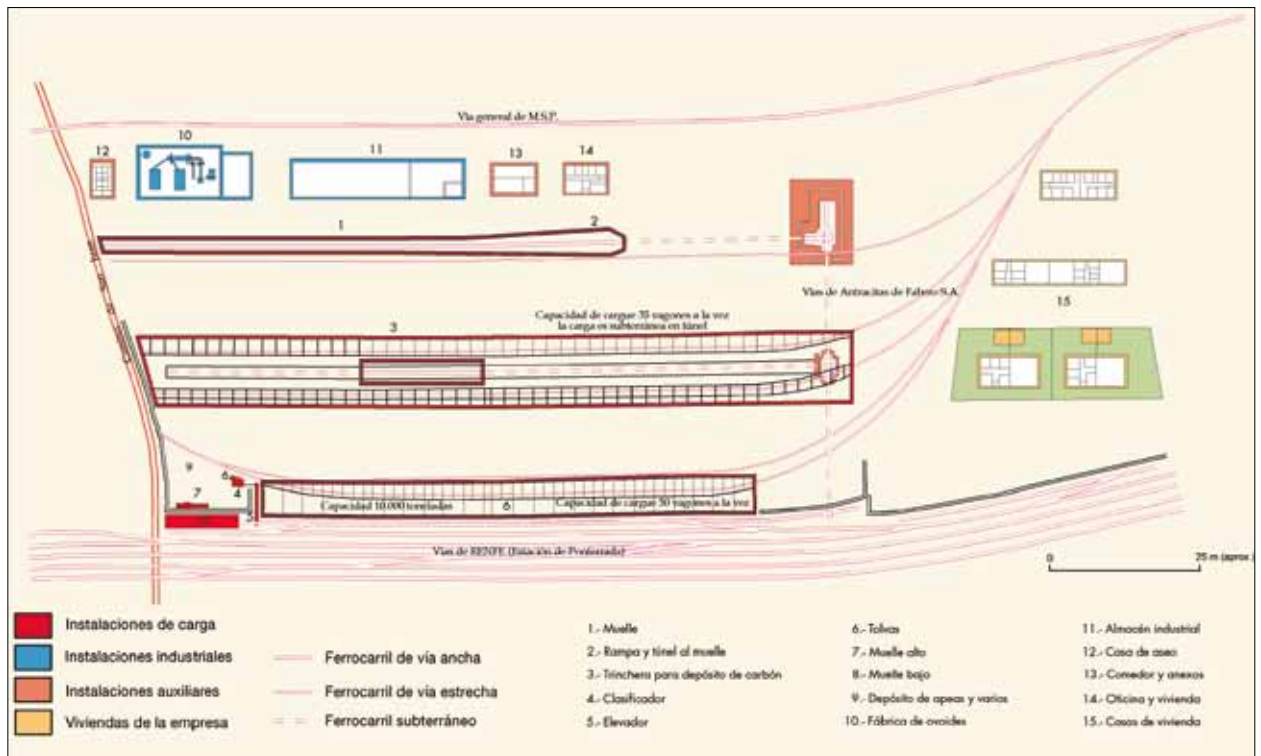 Vía general de M.S.P.
10
12
11
13
14
1
2
Vías de Antracitas de Fabero S.A.
15
Capacidad de cargue 35 vagones a la vez
la carga es subterránea en túnel
3
9
6
4
7
5
Capacidad 10.000 toneladas
6
Capacidad de cargue 50 vagones a la vez
Vías de RENFE (Estación de Ponferrada)
0
25 m (aprox.)
Instalaciones de carga
Instalaciones industriales
Instalaciones auxiliares
Viviendas de la empresa
Ferrocarril de vía ancha
Ferrocarril de vía estrecha
Ferrocarril subterráneo
1.- Muelle
2.- Rampa y túnel al muelle
3.- Trinchera para depósito de carbón
4.- Clasificador
5.- Elevador
6.- Tolvas
7.- Muelle alto
8.- Muelle bajo
9.- Depósito de apeas y varios
10.- Fábrica de ovoides
11.- Almacén industrial
12.- Casa de aseo
13.- Comedor y anexos
14.- Oficina y vivienda
15.- Casas de vivienda